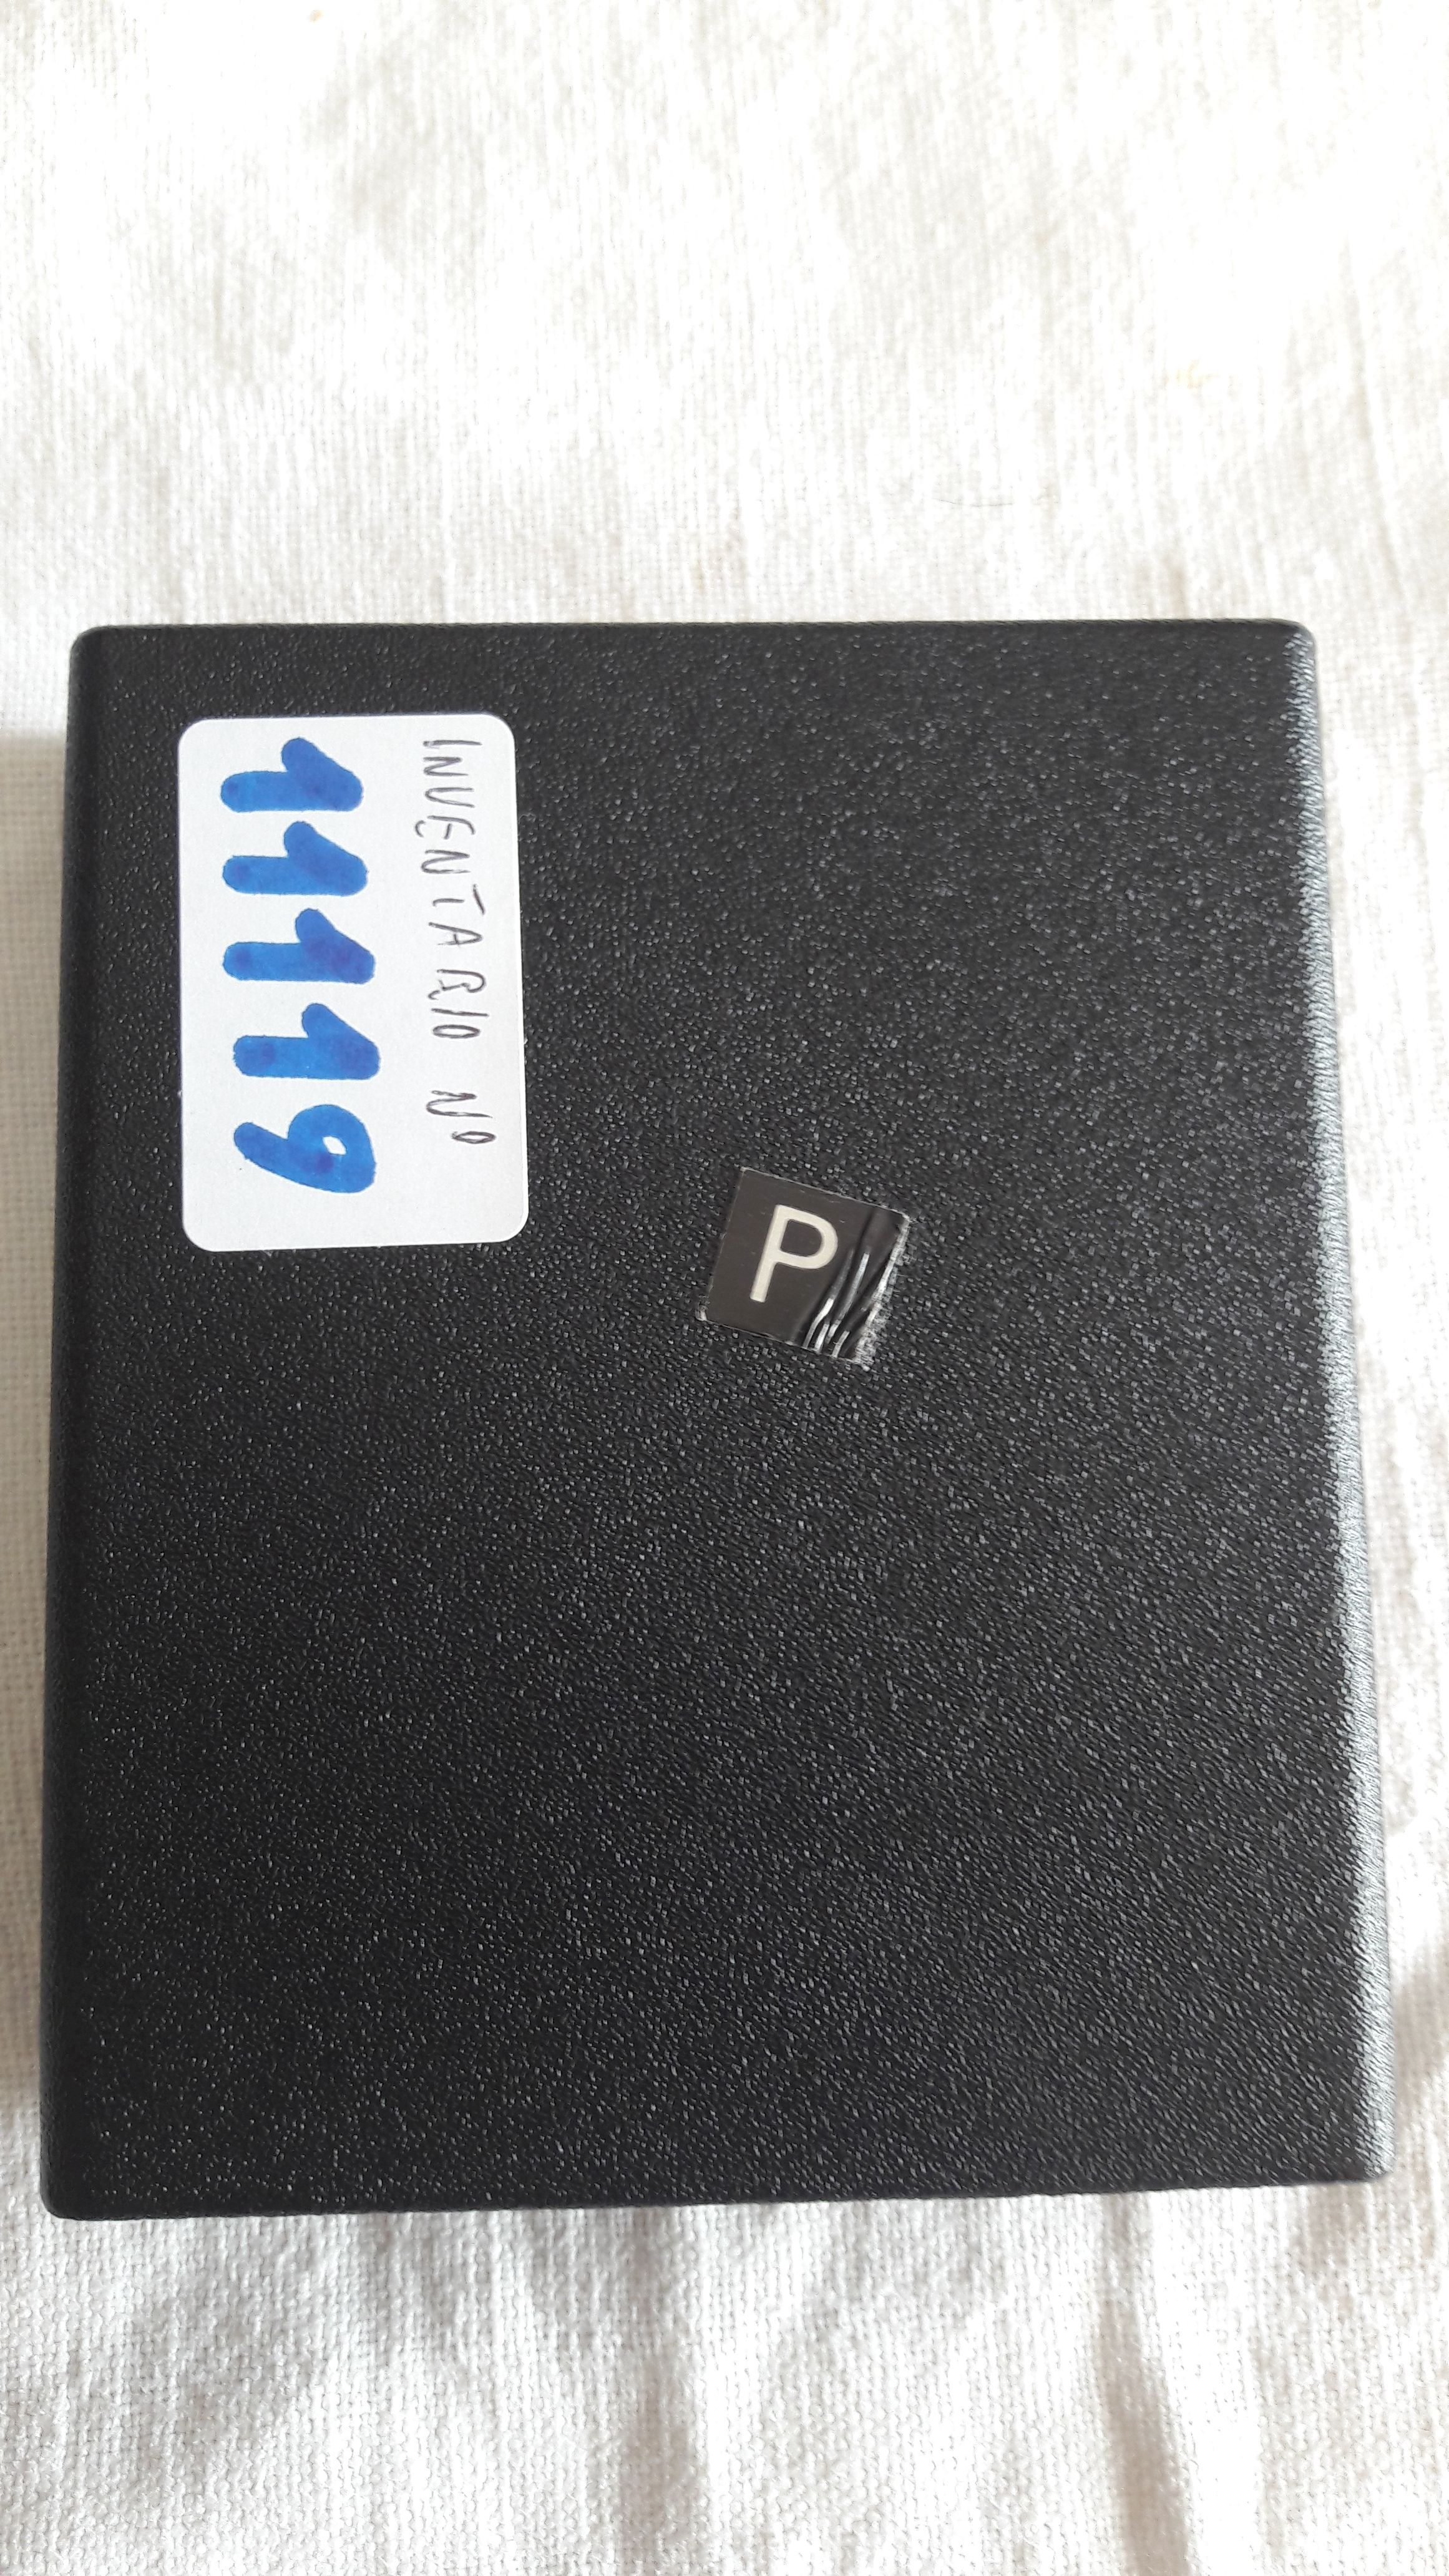 INVENTARIO Nº
11119
P